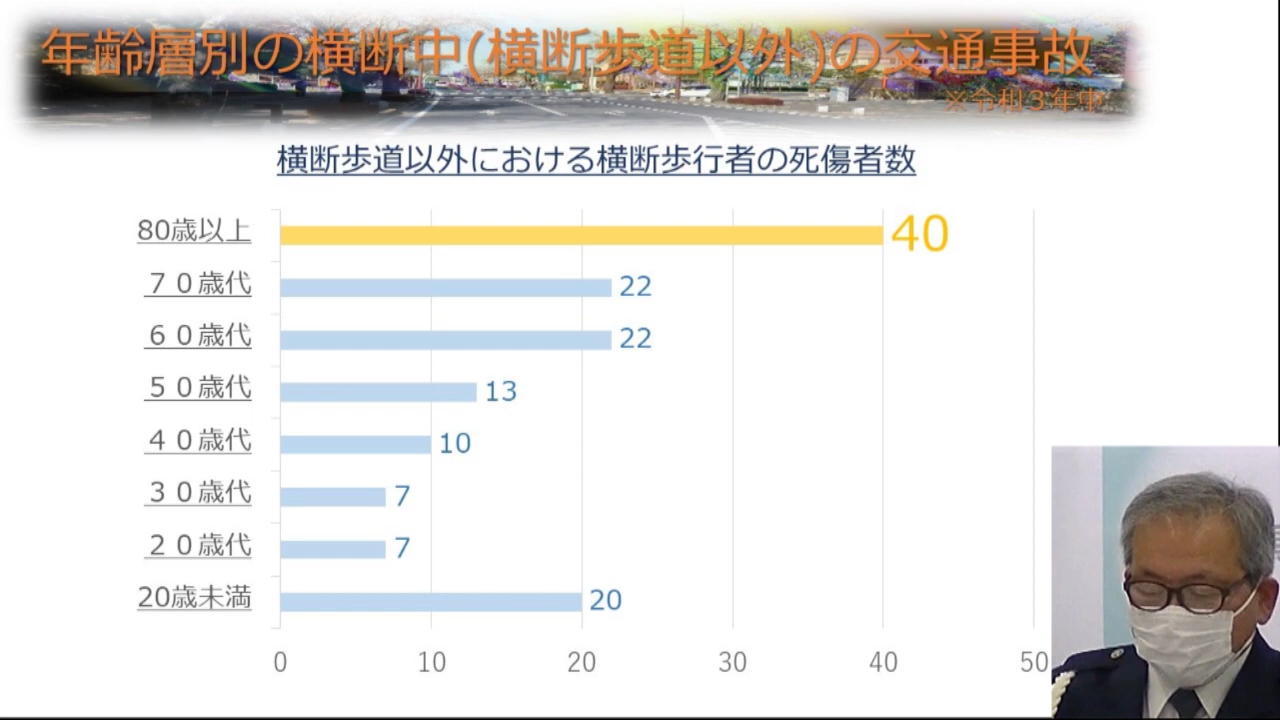 年齢層別の横断中(横断歩道以外)の交通事故
※令和3年中
横断歩道以外における横断歩行者の死傷者数
80歳以上 40
７０歳代 22
６０歳代 22
５０歳代 13
４０歳代 10
３０歳代 7
２０歳代 7
20歳未満 20
0 10 20 30 40 50